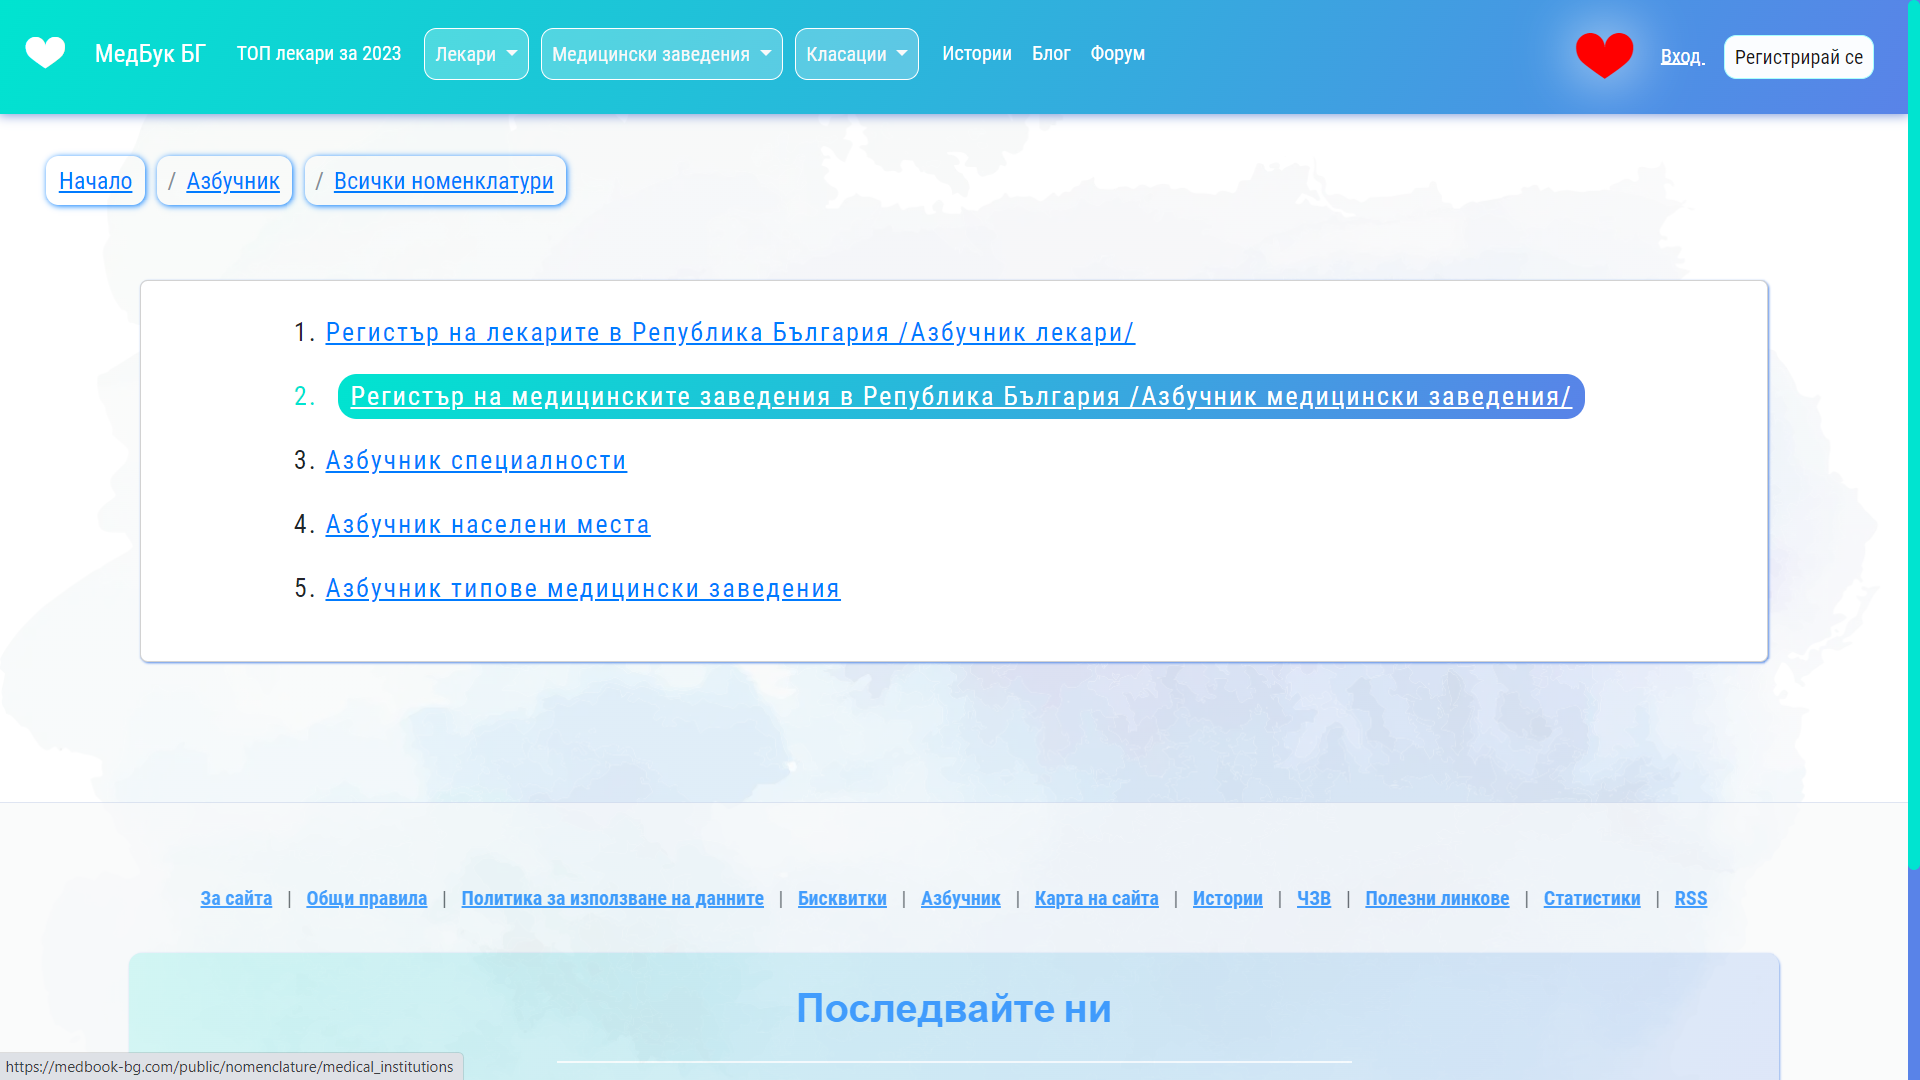 МедБук БГ ТОП лекари за 2023 Лекари Медицински заведения Класации Истории Блог Форум Вход Регистрирай се
Начало / Азбучник / Всички номенклатури
1. Регистър на лекарите в Република България /Азбучник лекари/
2. Регистър на медицинските заведения в Република България /Азбучник медицински заведения/
3. Азбучник специалности
4. Азбучник населени места
5. Азбучник типове медицински заведения
За сайта | Общи правила | Политика за използване на данните | Бисквитки | Азбучник | Карта на сайта | Истории | ЧЗВ | Полезни линкове | Статистики | RSS
Последвайте ни
https://medbook-bg.com/public/nomenclature/medical_institutions